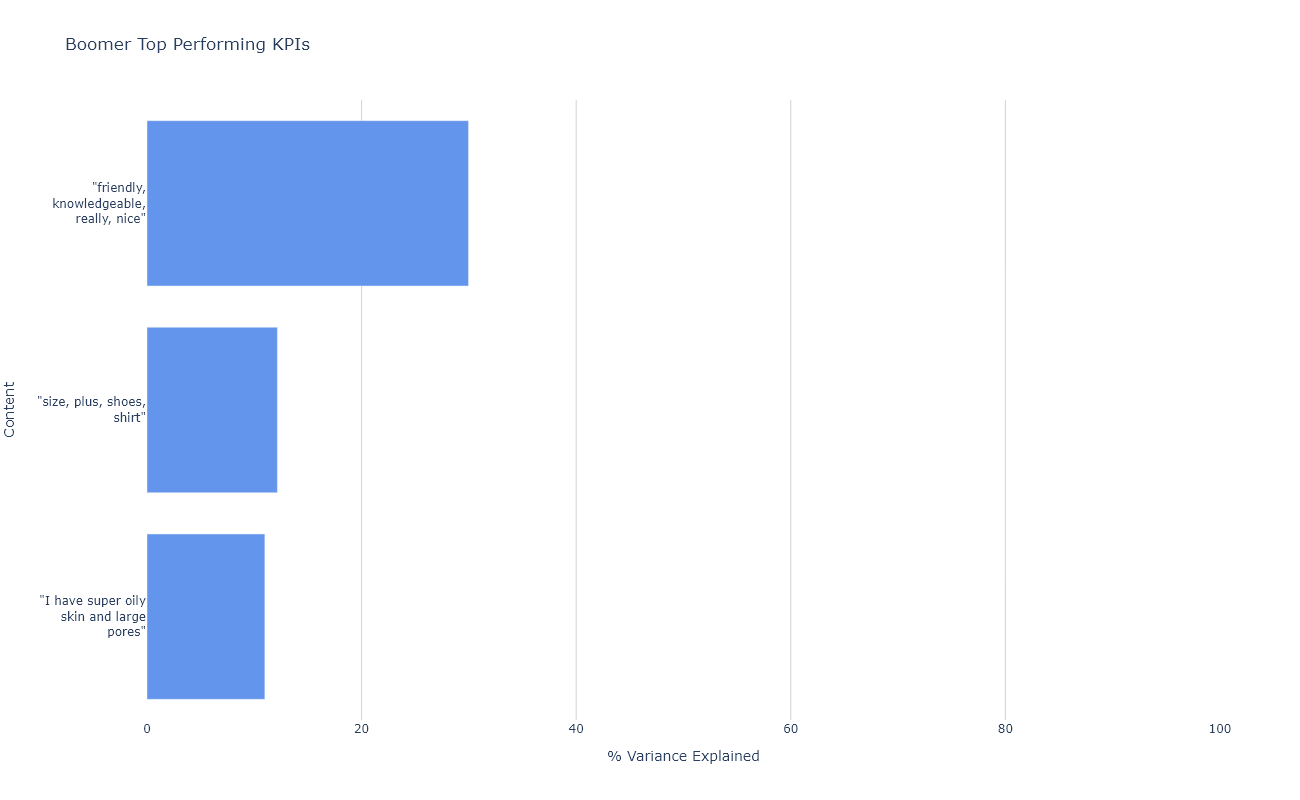 Boomer Top Performing KPIs
"friendly,
knowledgeable,
really, nice"
"size, plus, shoes,
shirt"
"I have super oily
skin and large
pores"
Content
0 20 40 60 80 100
% Variance Explained